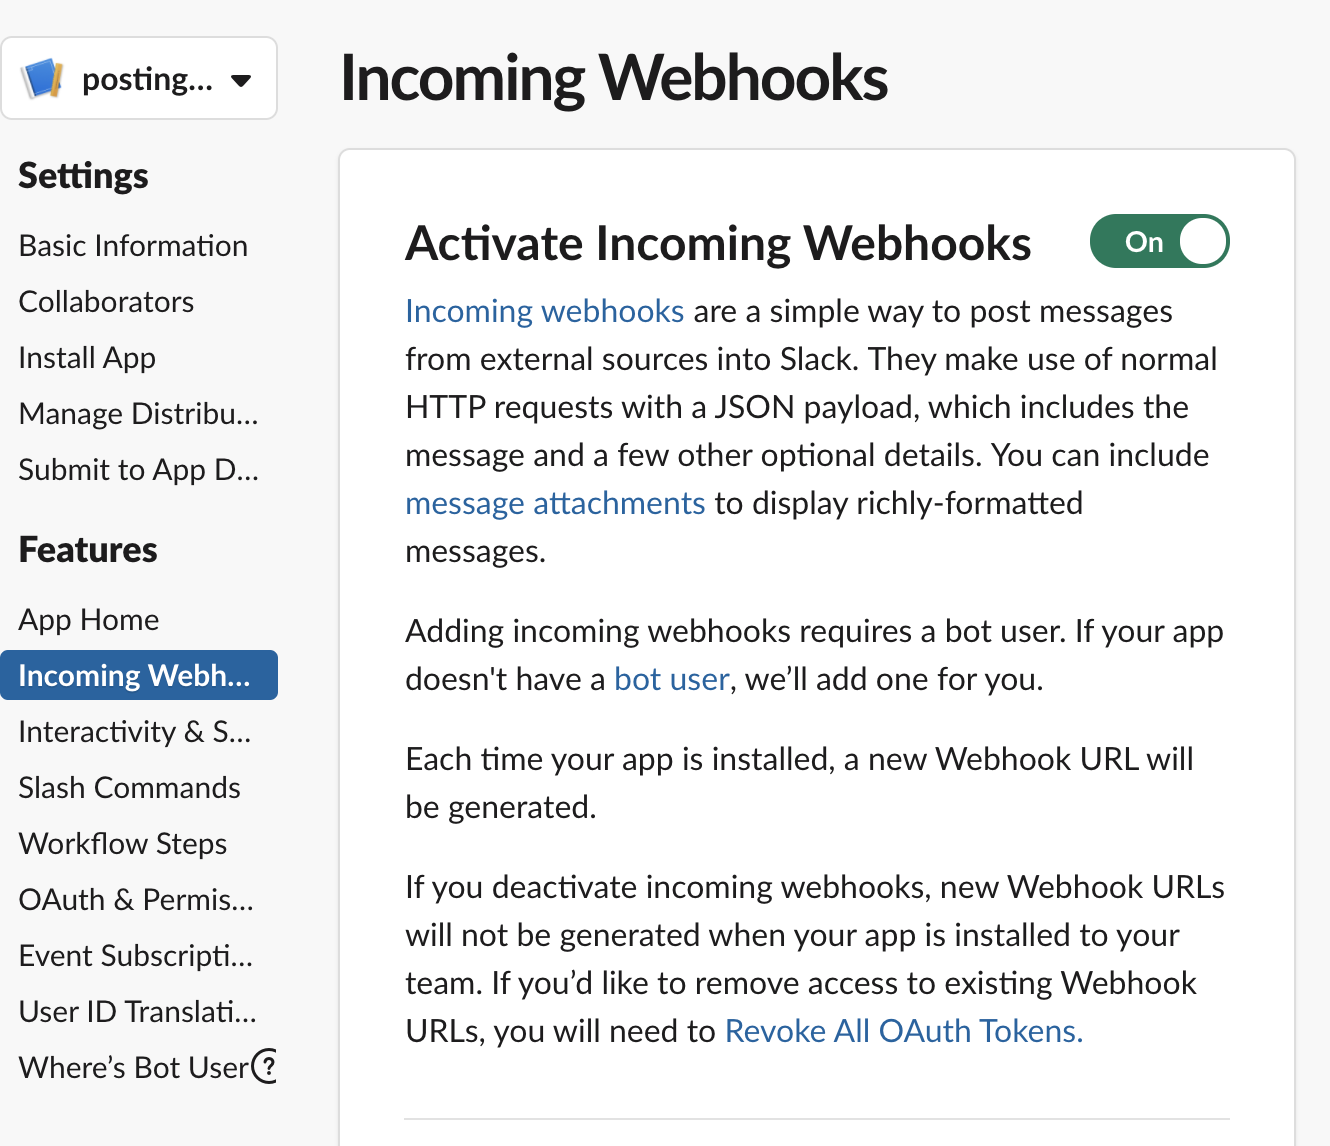 posting...
Settings
Basic Information
Collaborators
Install App
Manage Distribu...
Submit to App D...
Features
App Home
Incoming Webh...
Interactivity & S...
Slash Commands
Workflow Steps
OAuth & Permis...
Event Subscripti...
User ID Translati...
Where’s Bot User ?
Incoming Webhooks
Activate Incoming Webhooks
On
Incoming webhooks are a simple way to post messages
from external sources into Slack. They make use of normal
HTTP requests with a JSON payload, which includes the
message and a few other optional details. You can include
message attachments to display richly-formatted
messages.
Adding incoming webhooks requires a bot user. If your app
doesn't have a bot user, we’ll add one for you.
Each time your app is installed, a new Webhook URL will
be generated.
If you deactivate incoming webhooks, new Webhook URLs
will not be generated when your app is installed to your
team. If you’d like to remove access to existing Webhook
URLs, you will need to Revoke All OAuth Tokens.